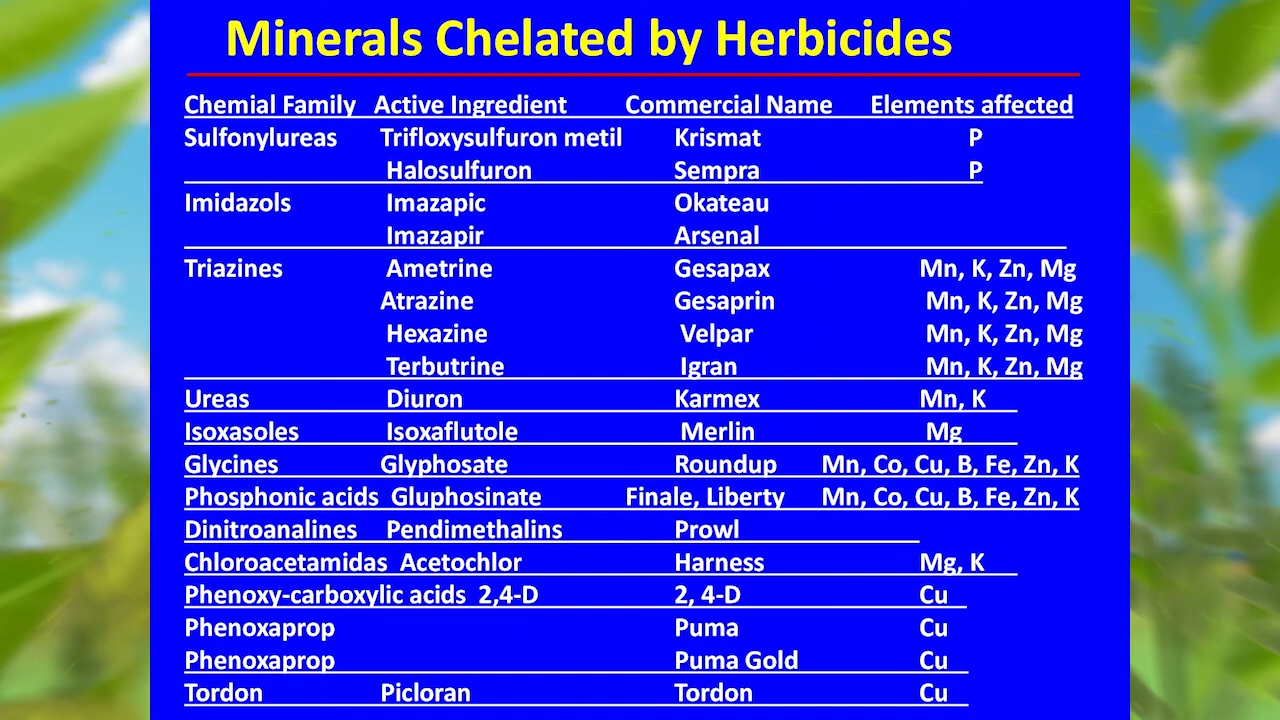 Minerals Chelated by Herbicides
Chemial Family Active Ingredient Commercial Name Elements affected
Sulfonylureas Trifloxysulfuron metil Krismat P
Halosulfuron Sempra P
Imidazols Imazapic Okateau
Imazapir Arsenal
Triazines Ametrine Gesapax Mn, K, Zn, Mg
Atrazine Gesaprin Mn, K, Zn, Mg
Hexazine Velpar Mn, K, Zn, Mg
Terbutrine Igran Mn, K, Zn, Mg
Ureas Diuron Karmex Mn, K
Isoxasoles Isoxaflutole Merlin Mg
Glycines Glyphosate Roundup Mn, Co, Cu, B, Fe, Zn, K
Phosphonic acids Gluphosinate Finale, Liberty Mn, Co, Cu, B, Fe, Zn, K
Dinitroanalines Pendimethalins Prowl
Chloroacetamidas Acetochlor Harness Mg, K
Phenoxy-carboxylic acids 2,4-D 2, 4-D Cu
Phenoxaprop Puma Cu
Phenoxaprop Puma Gold Cu
Tordon Picloran Tordon Cu